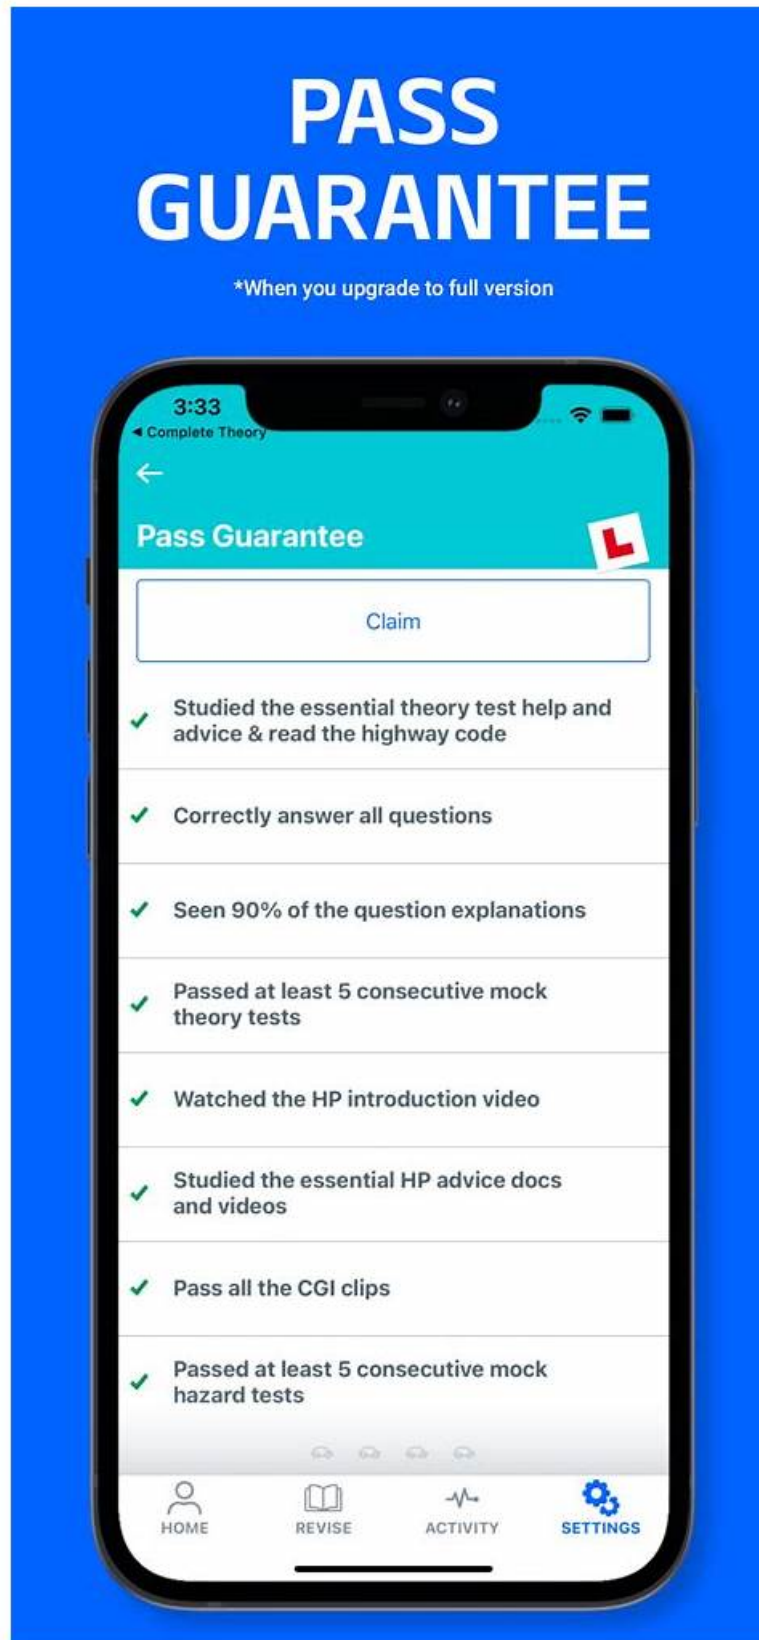 PASS
GUARANTEE
*When you upgrade to full version
3:33
◀ Complete Theory
Pass Guarantee
L
Claim
Studied the essential theory test help and
advice & read the highway code
Correctly answer all questions
Seen 90% of the question explanations
Passed at least 5 consecutive mock
theory tests
Watched the HP introduction video
Studied the essential HP advice docs
and videos
Pass all the CGI clips
Passed at least 5 consecutive mock
hazard tests
HOME REVISE ACTIVITY SETTINGS